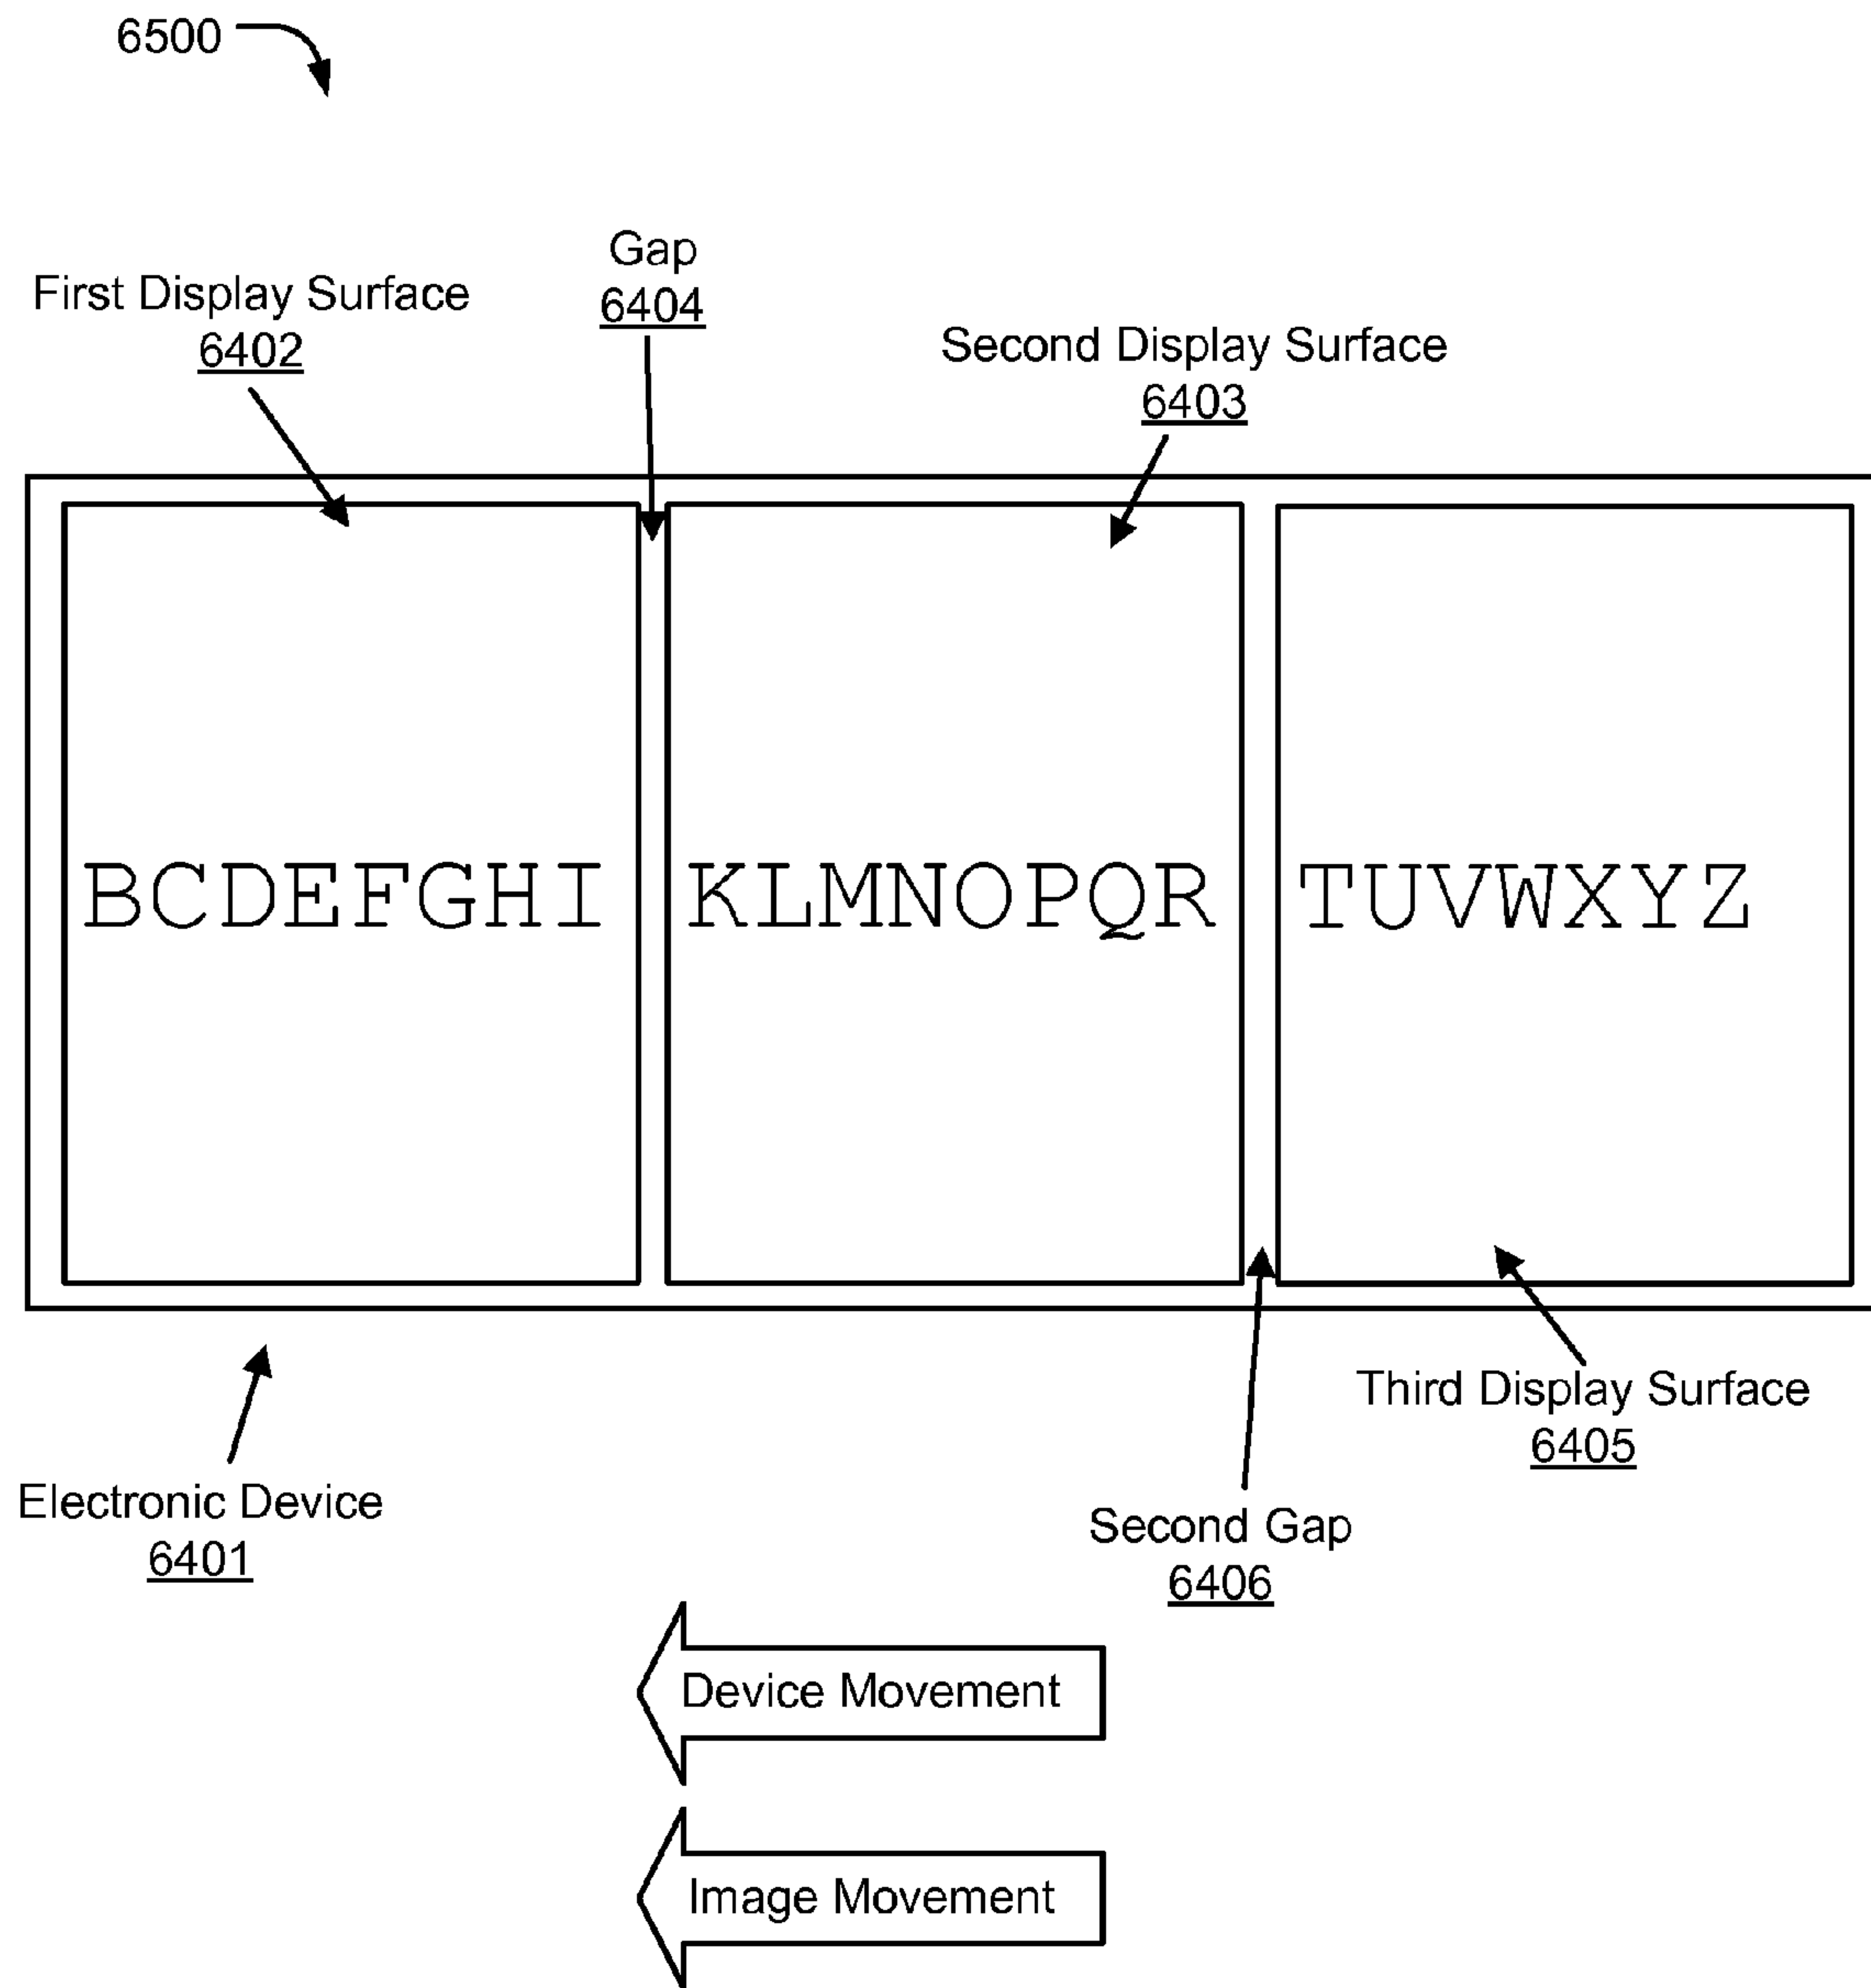 6500
Gap
6404
First Display Surface
6402
Second Display Surface
6403
BCDEFGHI
KLMNOPQR
TUVWXYZ
Third Display Surface
6405
Electronic Device
6401
Second Gap
6406
Device Movement
Image Movement